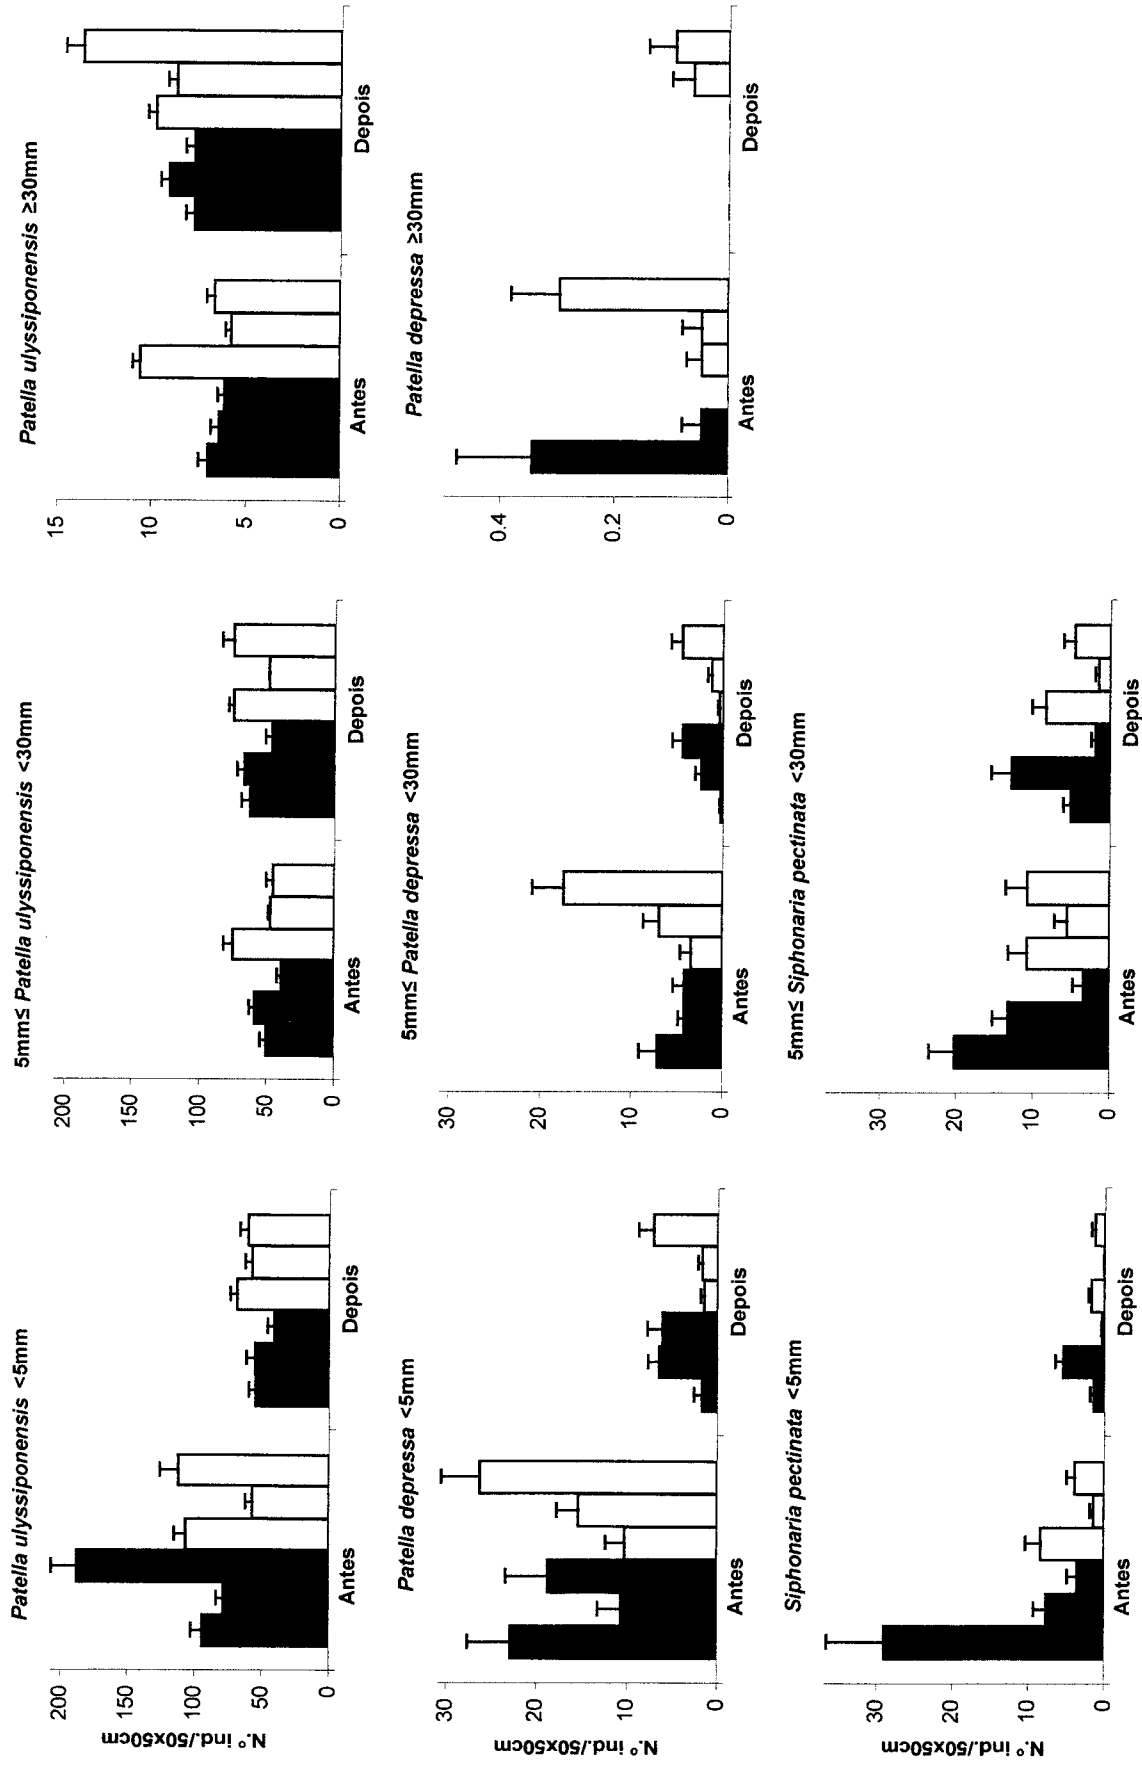 Patella ulyssiponensis <5mm
N.º ind./50x50cm
200
150
100
50
0
Antes
Depois
5mm≤ Patella ulyssiponensis <30mm
200
150
100
50
0
Antes
Depois
Patella ulyssiponensis ≥30mm
15
10
5
0
Antes
Depois
Patella depressa <5mm
N.º ind./50x50cm
30
20
10
0
Antes
Depois
5mm≤ Patella depressa <30mm
30
20
10
0
Antes
Depois
Patella depressa ≥30mm
0.4
0.2
0
Antes
Depois
Siphonaria pectinata <5mm
N.º ind./50x50cm
30
20
10
0
Antes
Depois
5mm≤ Siphonaria pectinata <30mm
30
20
10
0
Antes
Depois